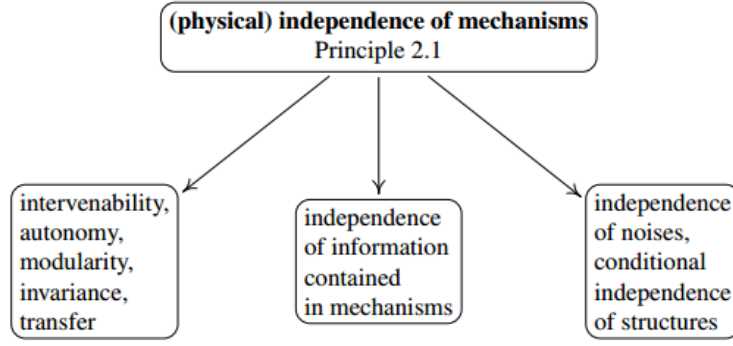 (physical) independence of mechanisms
Principle 2.1
intervenability,
autonomy,
modularity,
invariance,
transfer
independence
of information
contained
in mechanisms
independence
of noises,
conditional
independence
of structures